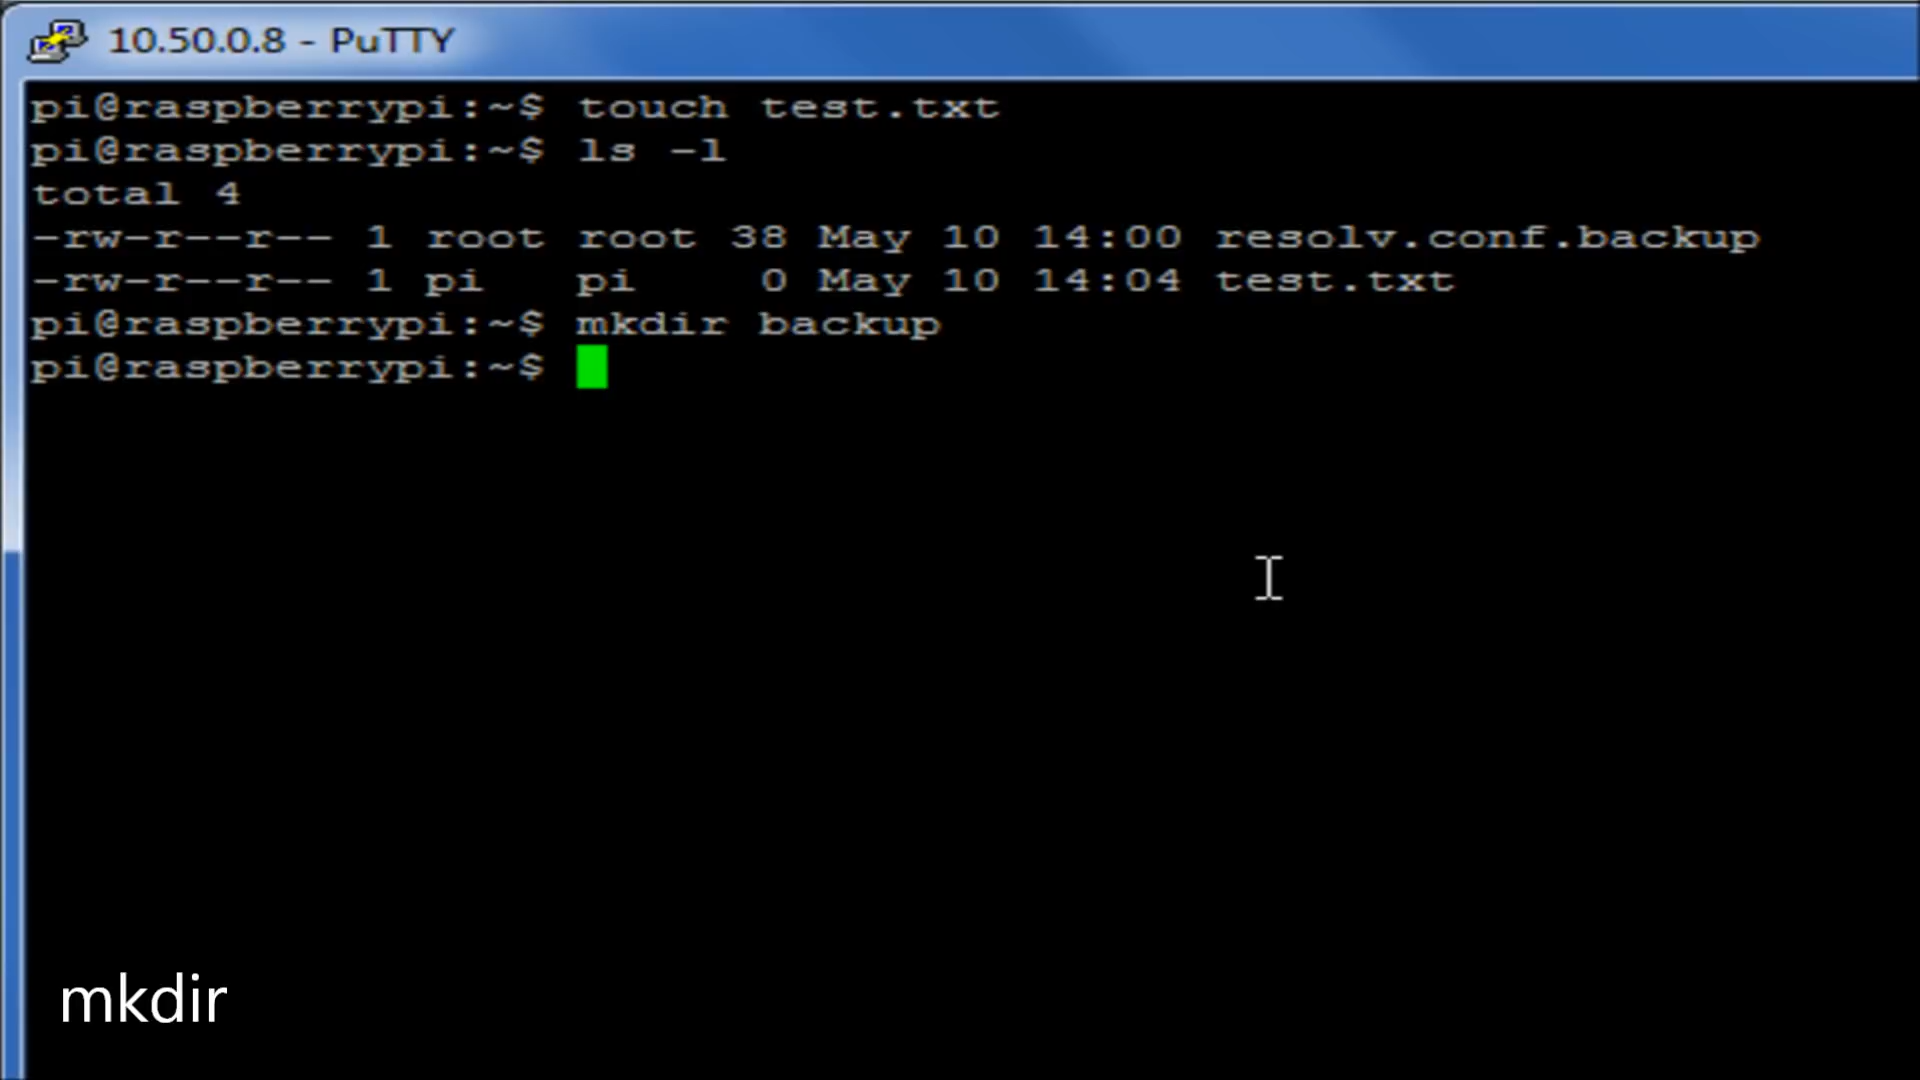 10.50.0.8 - PuTTY
pi@raspberrypi:~$ touch test.txt
pi@raspberrypi:~$ ls -l
total 4
-rw-r--r-- 1 root root 38 May 10 14:00 resolv.conf.backup
-rw-r--r-- 1 pi   pi    0 May 10 14:04 test.txt
pi@raspberrypi:~$ mkdir backup
pi@raspberrypi:~$
mkdir